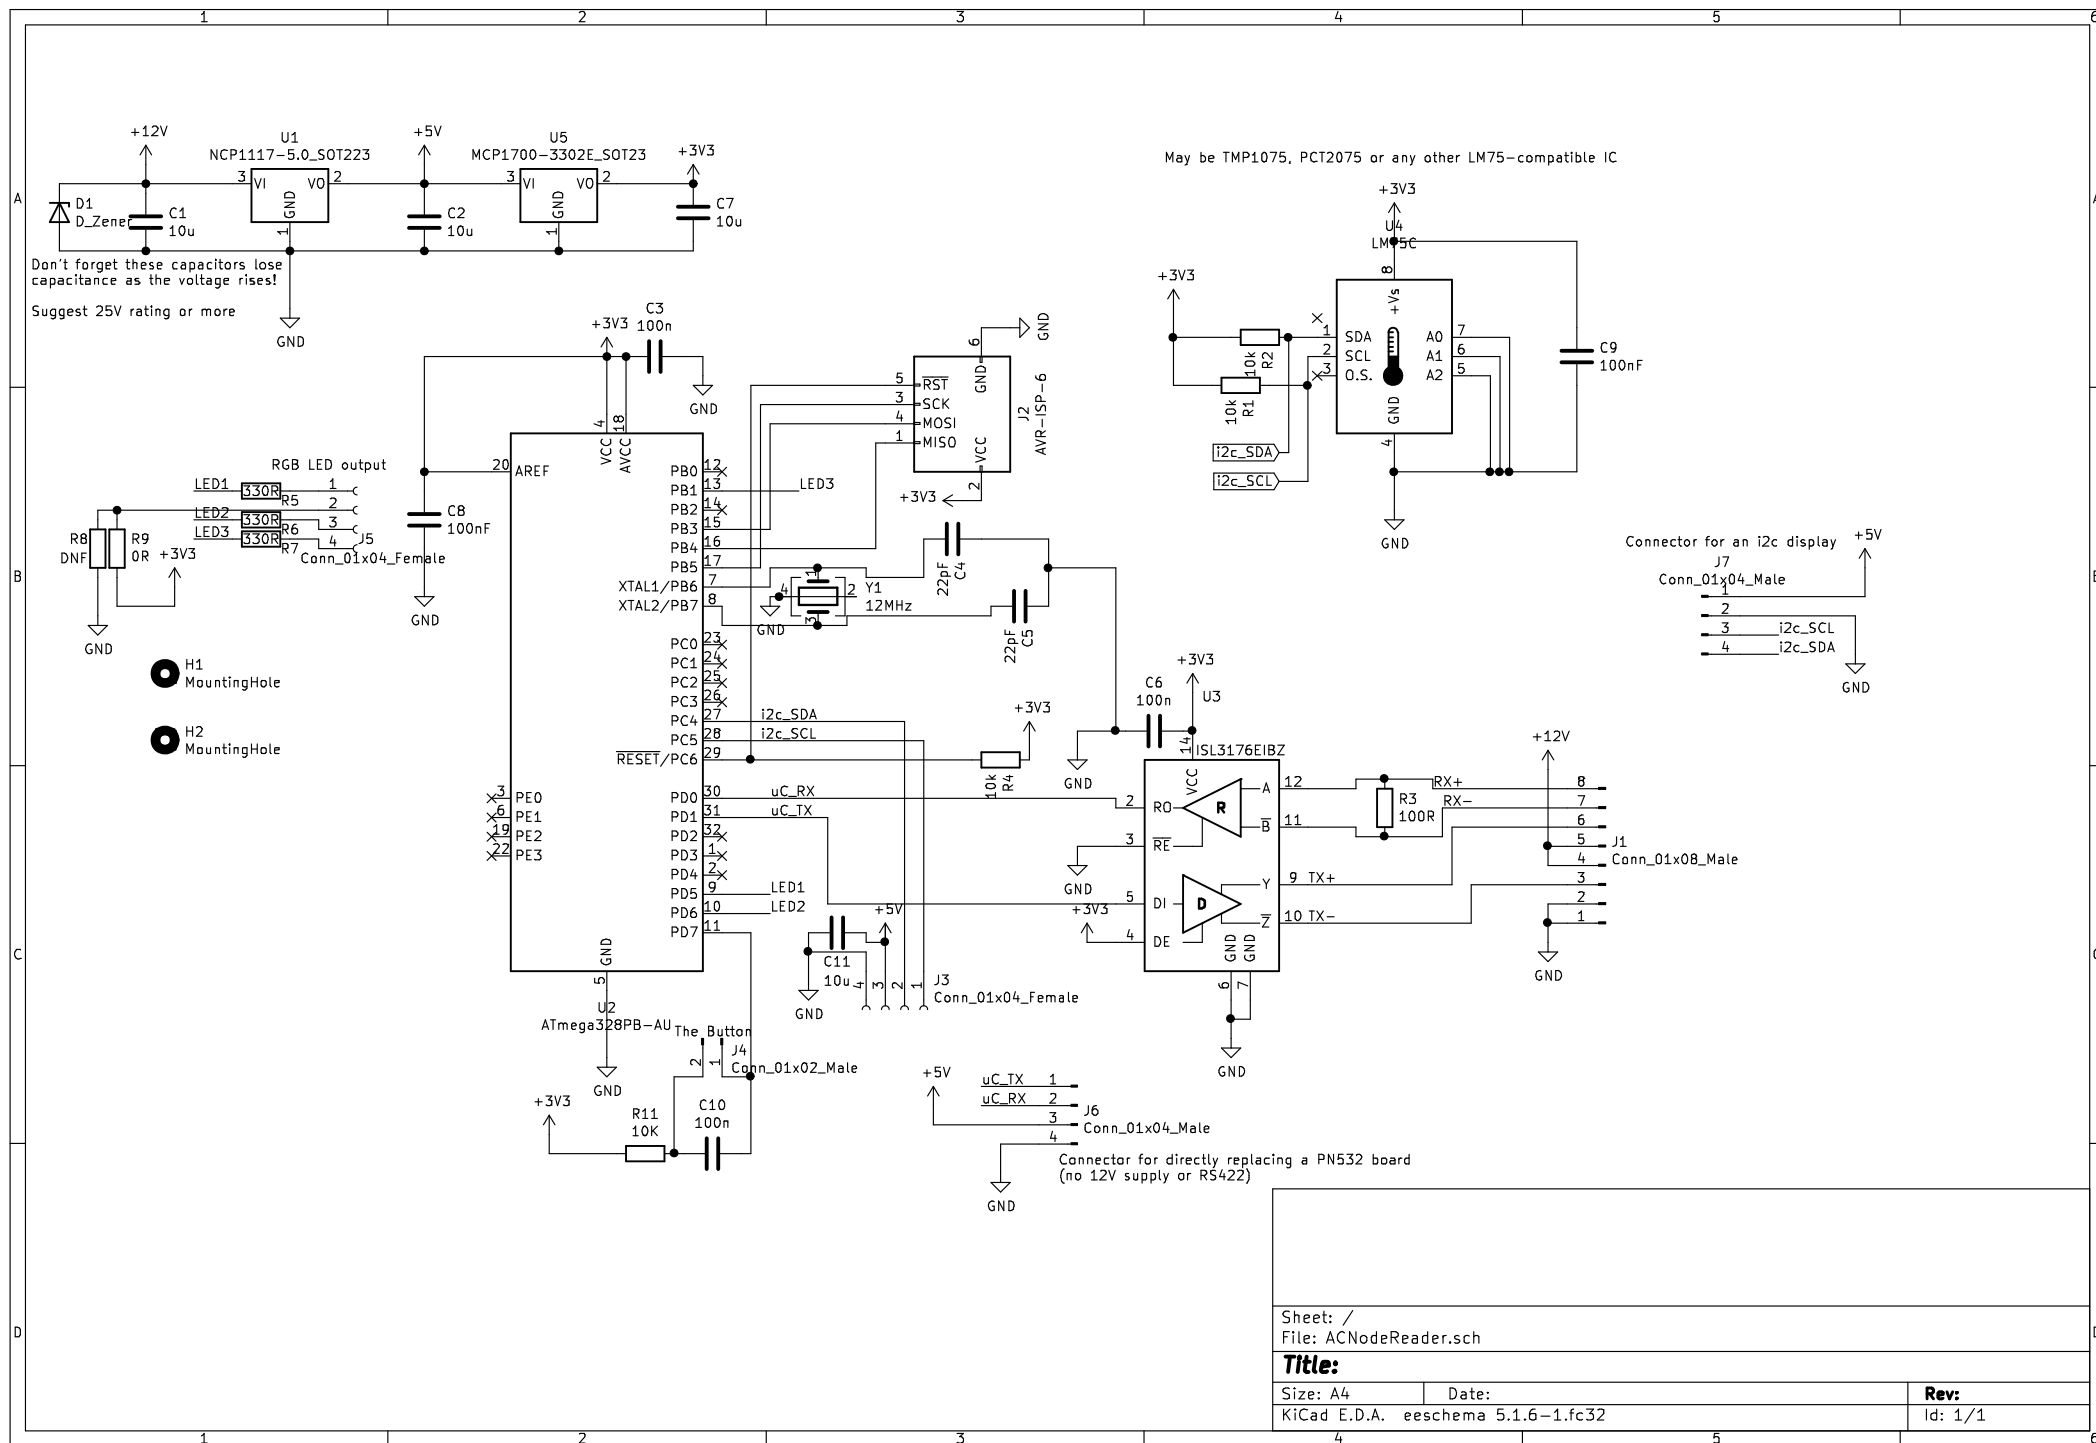 1 2 3 4 5 6
A
B
C
D
+12V
U1
NCP1117-5.0_SOT223
3 VI VO 2
GND
1
+5V
U5
MCP1700-3302E_SOT23
3 VI VO 2
GND
1
+3V3
D1
D_Zener
C1
10u
C2
10u
C7
10u
Don't forget these capacitors lose
capacitance as the voltage rises!
Suggest 25V rating or more
GND
May be TMP1075, PCT2075 or any other LM75-compatible IC
+3V3
U4
LM75C
8
+Vs
+3V3
1 SDA A0 7
2 SCL A1 6
3 O.S. A2 5
GND
4
10k
R2
10k
R1
i2c_SDA
i2c_SCL
C9
100nF
GND
C3
100n
+3V3
GND
4
VCC
18
AVCC
20 AREF
C8
100nF
GND
RGB LED output
LED1 330R 1
R5 2
LED2 330R 3
R6
LED3 330R 4
R7
J5
Conn_01x04_Female
R8
DNF
R9
0R
+3V3
GND
H1
MountingHole
H2
MountingHole
PB0 12
PB1 13 LED3
PB2 14
PB3 15
PB4 16
PB5 17
XTAL1/PB6 7
XTAL2/PB7 8
PC0 23
PC1 24
PC2 25
PC3 26
PC4 27 i2c_SDA
PC5 28 i2c_SCL
RESET/PC6 29
PD0 30 uC_RX
PD1 31 uC_TX
PD2 32
PD3 1
PD4 2
PD5 9 LED1
PD6 10 LED2
PD7 11
3 PE0
6 PE1
19 PE2
22 PE3
GND
5
U2
ATmega328PB-AU
GND
6
GND
GND
5 RST
3 SCK
4 MOSI
1 MISO
VCC
2
+3V3
J2
AVR-ISP-6
22pF
C4
22pF
C5
1
4 2
3
Y1
12MHz
GND
10k
R4
+3V3
C6
100n
+3V3
GND
U3
ISL3176EIBZ
14
VCC
2 RO
R
A 12
B 11
3 RE
GND
5 DI
D
Y 9 TX+
Z 10 TX-
4 DE
+3V3
GND
GND
6
7
GND
RX+
RX-
R3
100R
+12V
8
7
6
5
4
3
2
1
J1
Conn_01x08_Male
GND
Connector for an i2c display
J7
Conn_01x04_Male
+5V
1
2
3 i2c_SCL
4 i2c_SDA
GND
C11
10u
+5V
GND
4 3 2 1
J3
Conn_01x04_Female
The Button
2 1
J4
Conn_01x02_Male
+3V3
R11
10K
C10
100n
+5V
uC_TX 1
uC_RX 2
3
4
J6
Conn_01x04_Male
GND
Connector for directly replacing a PN532 board
(no 12V supply or RS422)
Sheet: /
File: ACNodeReader.sch
Title:
Size: A4 Date: Rev:
KiCad E.D.A. eeschema 5.1.6-1.fc32 Id: 1/1
1 2 3 4 5 6